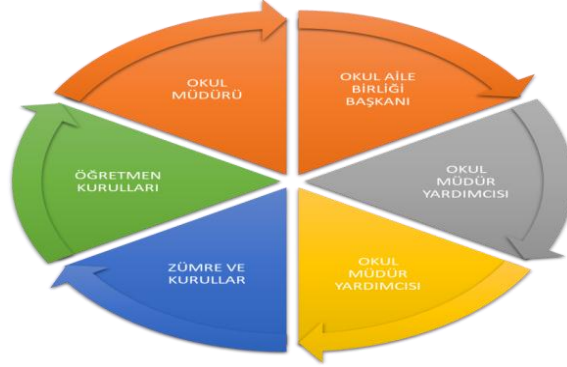 OKUL
MÜDÜRÜ
OKUL AİLE
BİRLİĞİ
BAŞKANI
OKUL
MÜDÜR
YARDIMCISI
OKUL
MÜDÜR
YARDIMCISI
ZÜMRE VE
KURULLAR
ÖĞRETMEN
KURULLARI